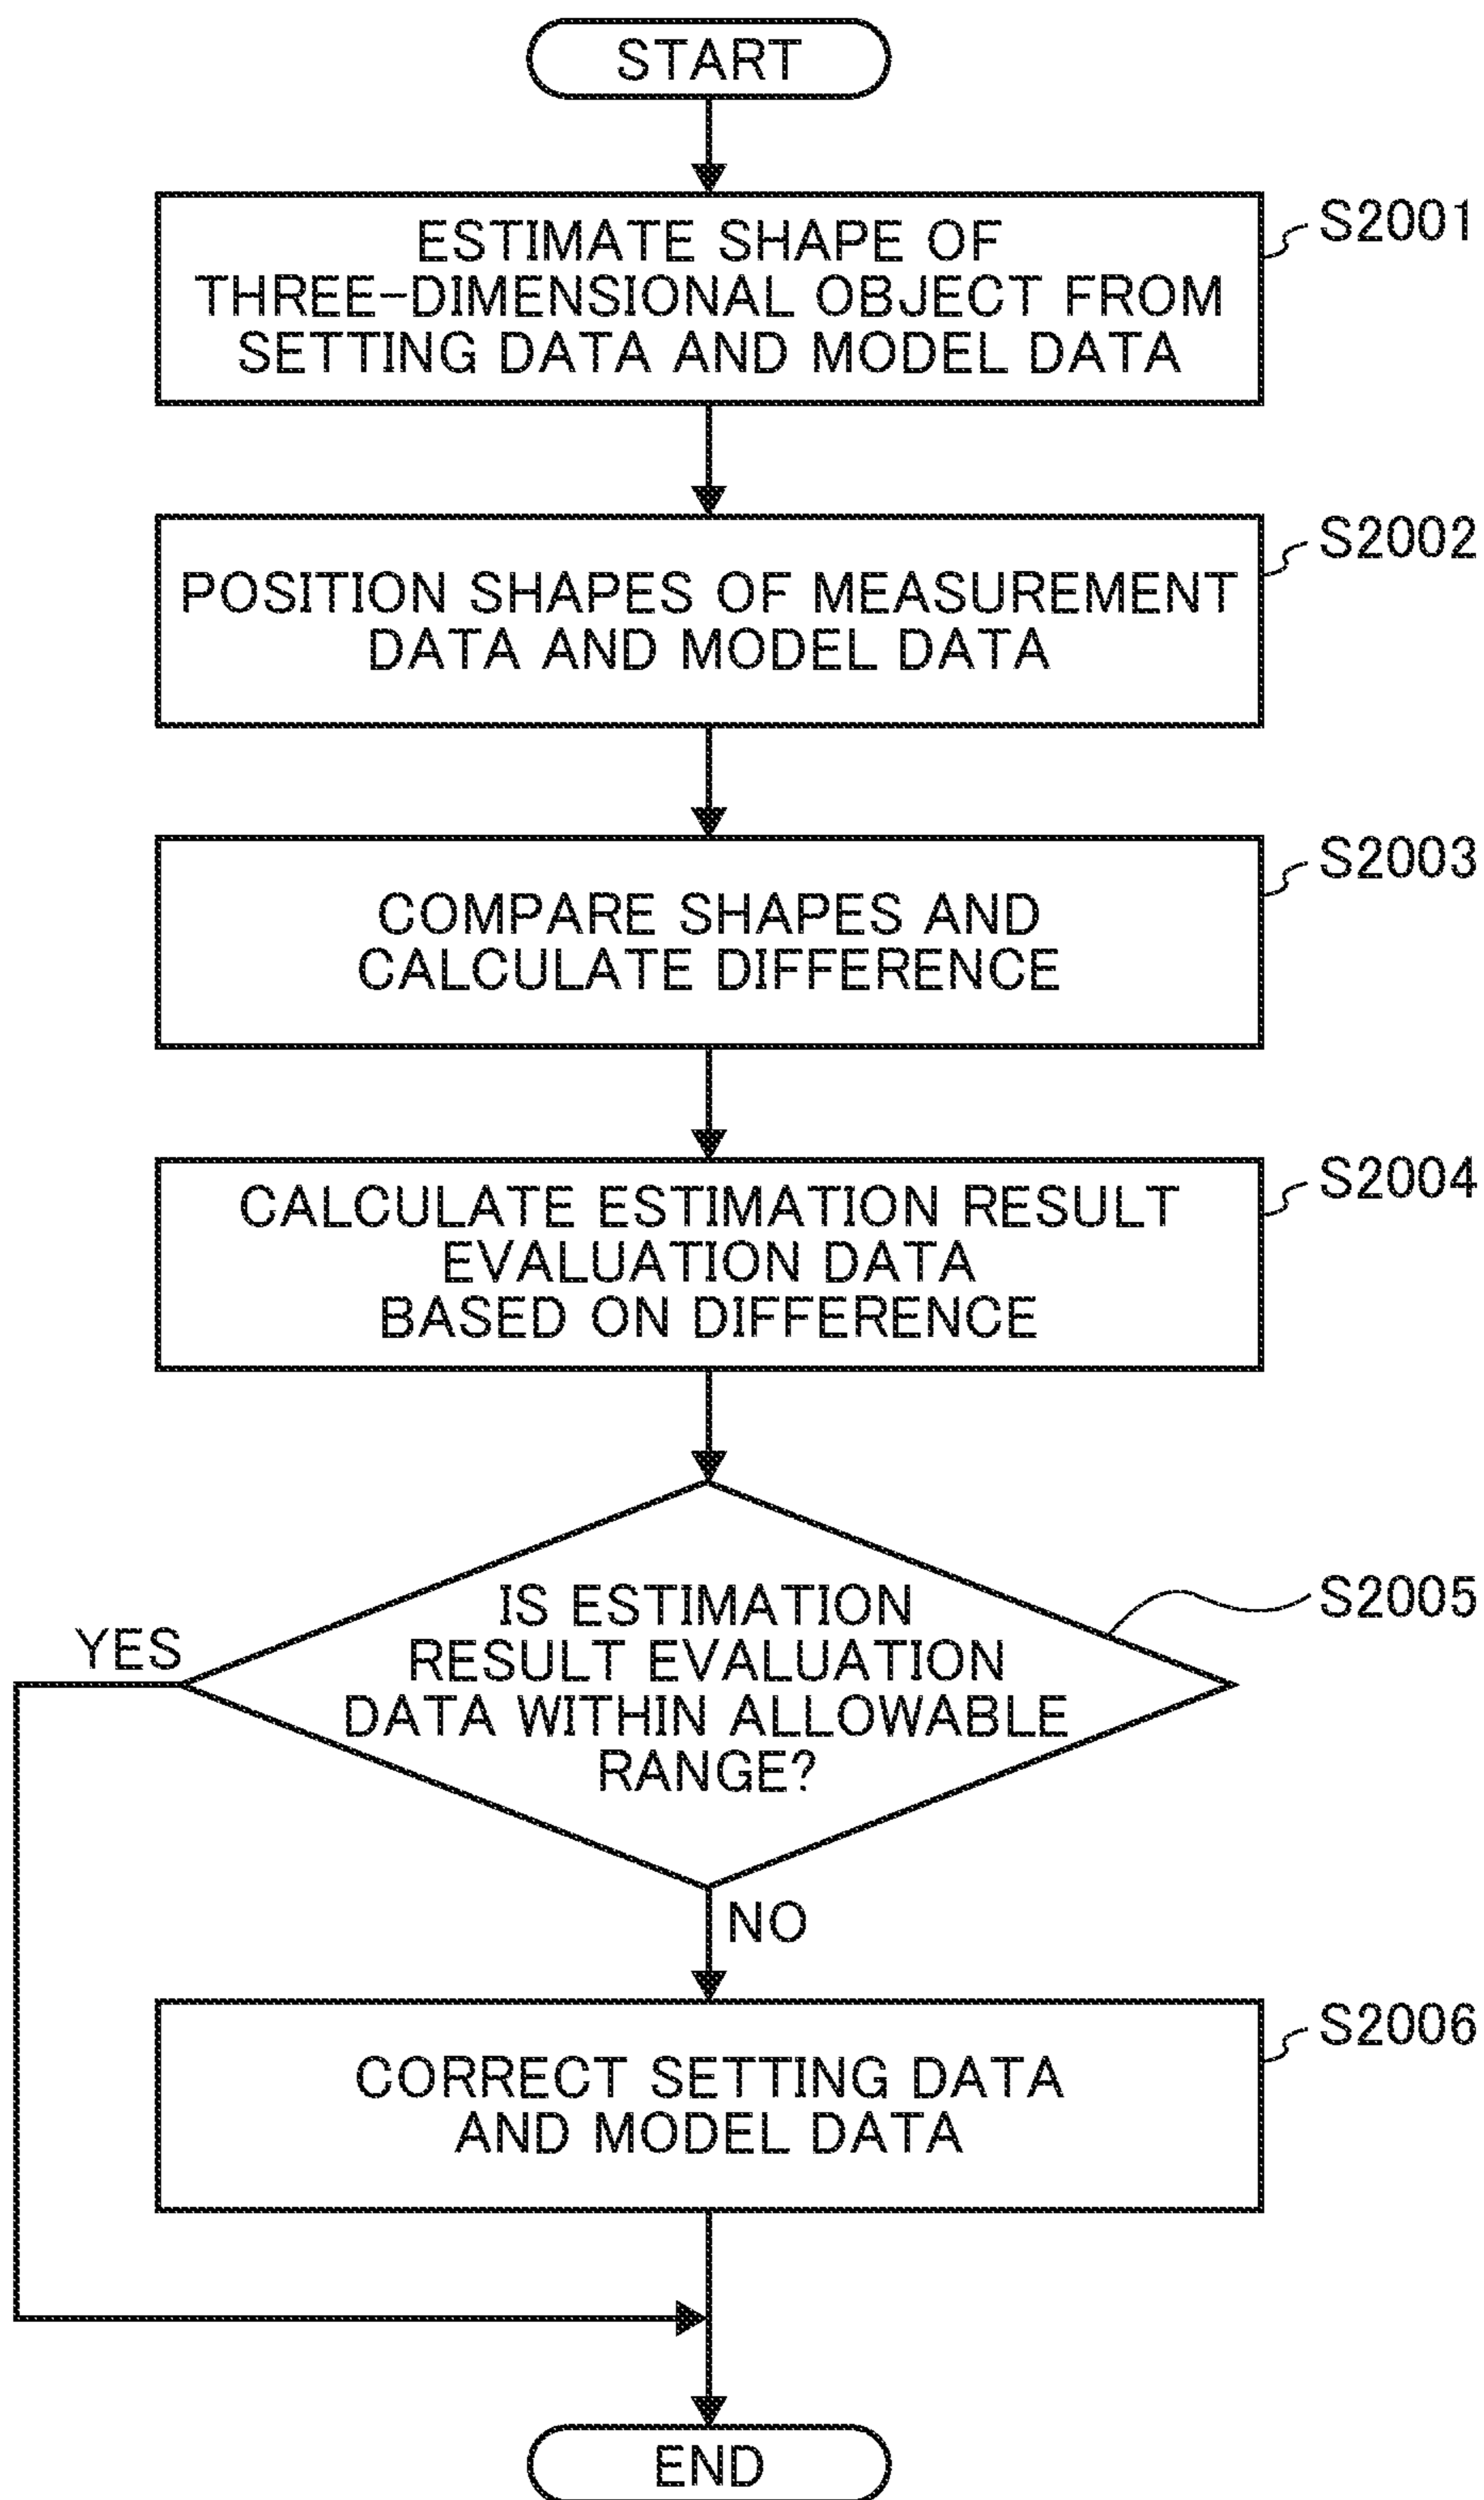 START
ESTIMATE SHAPE OF
THREE-DIMENSIONAL OBJECT FROM
SETTING DATA AND MODEL DATA
S2001
POSITION SHAPES OF MEASUREMENT
DATA AND MODEL DATA
S2002
COMPARE SHAPES AND
CALCULATE DIFFERENCE
S2003
CALCULATE ESTIMATION RESULT
EVALUATION DATA
BASED ON DIFFERENCE
S2004
IS ESTIMATION
RESULT EVALUATION
DATA WITHIN ALLOWABLE
RANGE?
S2005
YES
NO
CORRECT SETTING DATA
AND MODEL DATA
S2006
END